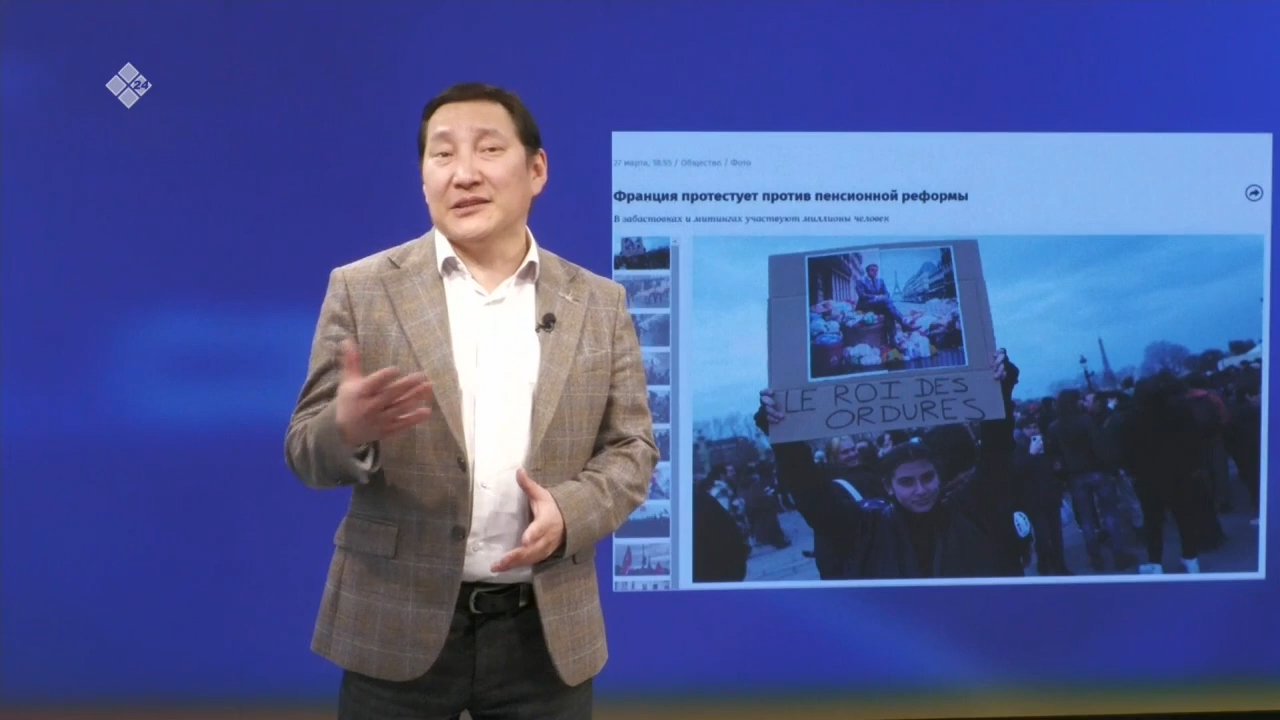 X24
27 марта, 18:55 / Общество / Фото
Франция протестует против пенсионной реформы
В забастовках и митингах участвуют миллионы человек
LE ROI DES
ORDURES